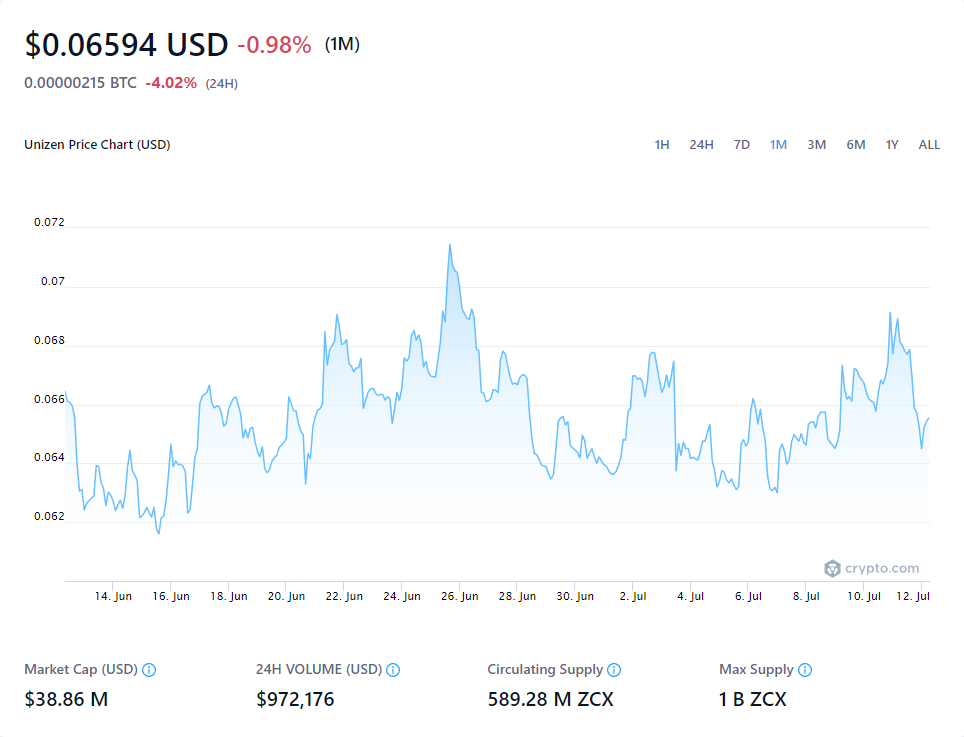 $0.06594 USD -0.98% (1M)
0.00000215 BTC -4.02% (24H)
Unizen Price Chart (USD) 1H 24H 7D 1M 3M 6M 1Y ALL
0.072
0.07
0.068
0.066
0.064
0.062
crypto.com
14. Jun 16. Jun 18. Jun 20. Jun 22. Jun 24. Jun 26. Jun 28. Jun 30. Jun 2. Jul 4. Jul 6. Jul 8. Jul 10. Jul 12. Jul
Market Cap (USD) 24H VOLUME (USD) Circulating Supply Max Supply
$38.86 M $972,176 589.28 M ZCX 1 B ZCX